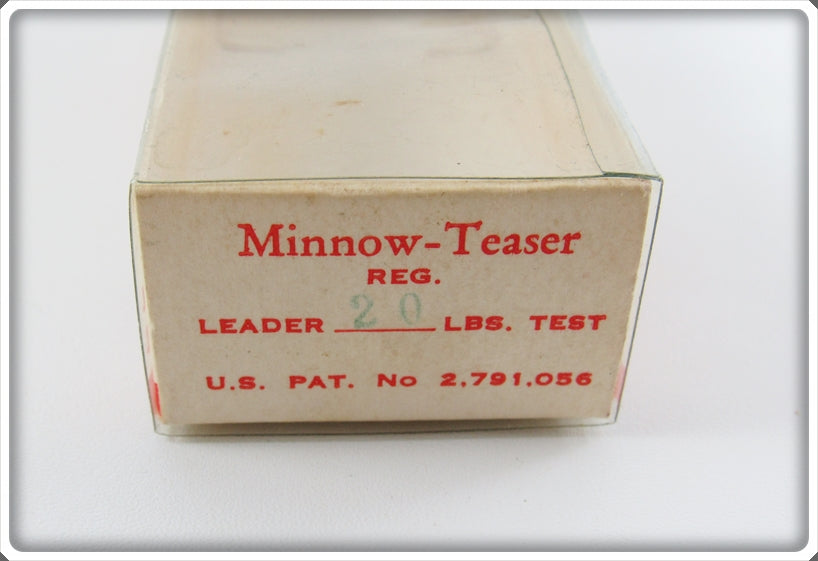 Minnow-Teaser
REG.
LEADER 20 LBS. TEST
U.S. PAT. No 2,791,056